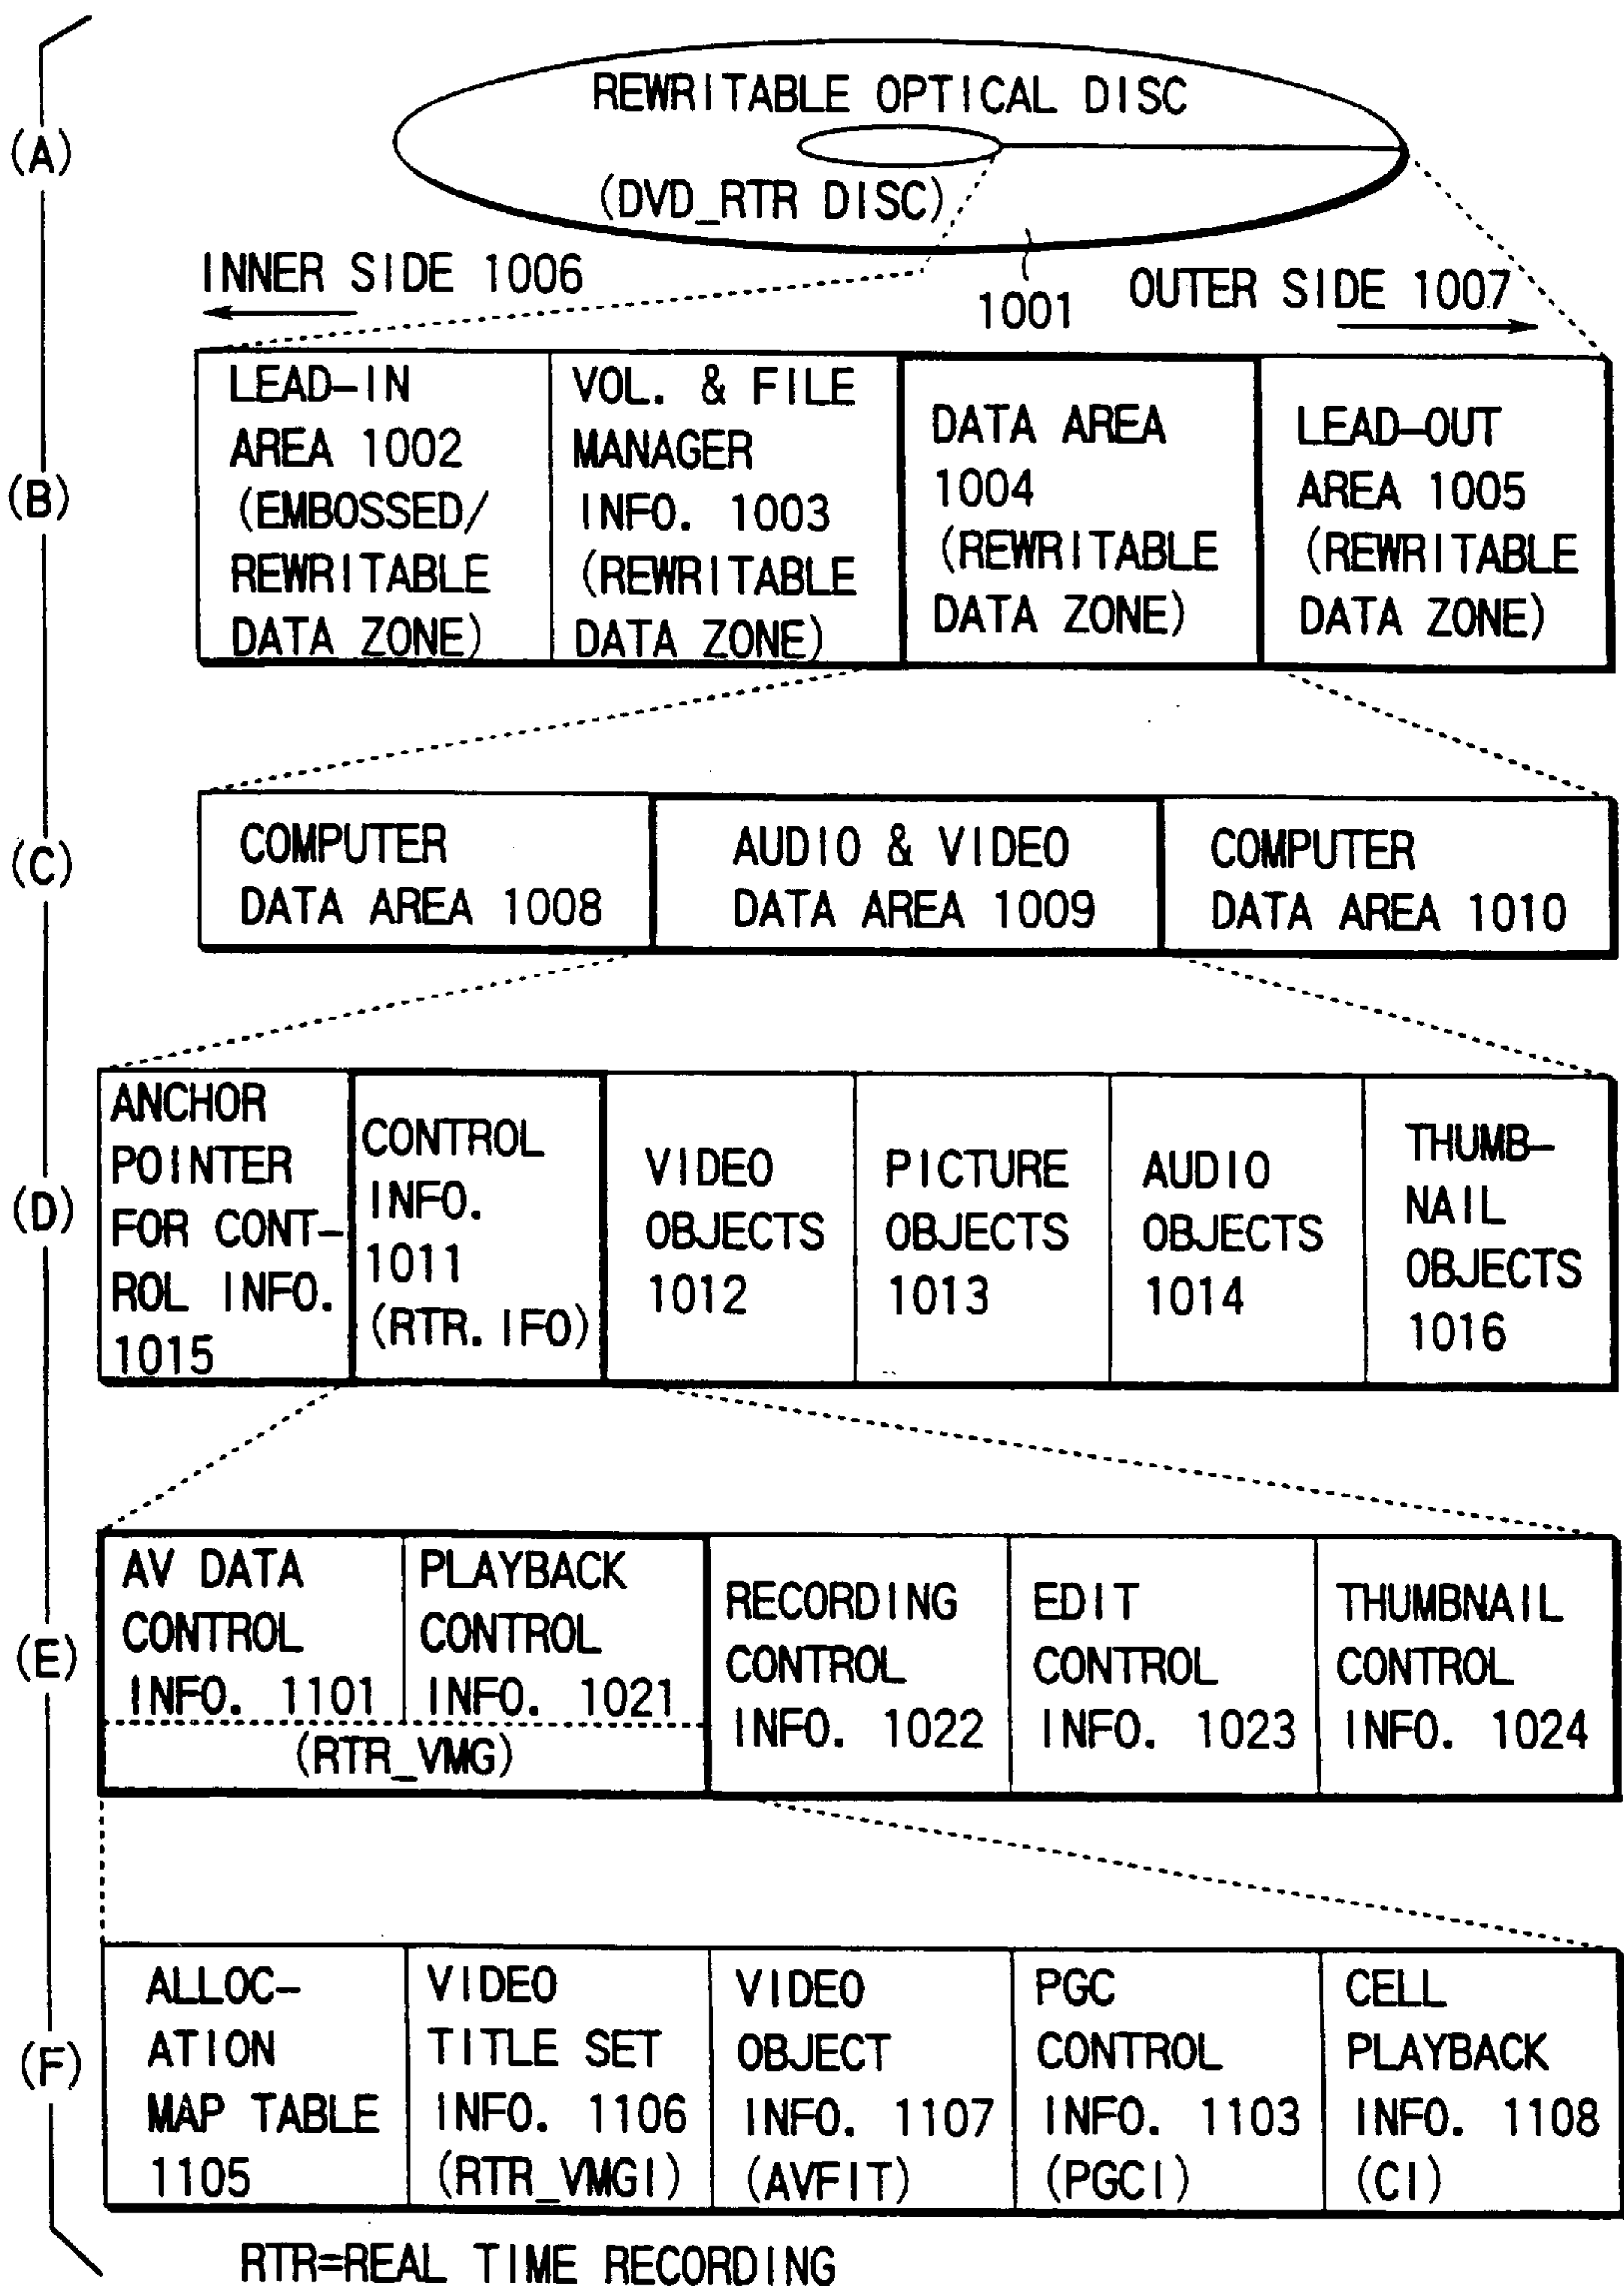 (A)
REWRITABLE OPTICAL DISC
(DVD_RTR DISC)
1001
INNER SIDE 1006
OUTER SIDE 1007
(B)
LEAD-IN
AREA 1002
(EMBOSSED/
REWRITABLE
DATA ZONE)
VOL. & FILE
MANAGER
INFO. 1003
(REWRITABLE
DATA ZONE)
DATA AREA
1004
(REWRITABLE
DATA ZONE)
LEAD-OUT
AREA 1005
(REWRITABLE
DATA ZONE)
(C)
COMPUTER
DATA AREA 1008
AUDIO & VIDEO
DATA AREA 1009
COMPUTER
DATA AREA 1010
(D)
ANCHOR
POINTER
FOR CONT-
ROL INFO.
1015
CONTROL
INFO.
1011
(RTR.IFO)
VIDEO
OBJECTS
1012
PICTURE
OBJECTS
1013
AUDIO
OBJECTS
1014
THUMB-
NAIL
OBJECTS
1016
(E)
AV DATA
CONTROL
INFO. 1101
PLAYBACK
CONTROL
INFO. 1021
(RTR_VMG)
RECORDING
CONTROL
INFO. 1022
EDIT
CONTROL
INFO. 1023
THUMBNAIL
CONTROL
INFO. 1024
(F)
ALLOC-
ATION
MAP TABLE
1105
VIDEO
TITLE SET
INFO. 1106
(RTR_VMGI)
VIDEO
OBJECT
INFO. 1107
(AVFIT)
PGC
CONTROL
INFO. 1103
(PGCI)
CELL
PLAYBACK
INFO. 1108
(CI)
RTR=REAL TIME RECORDING